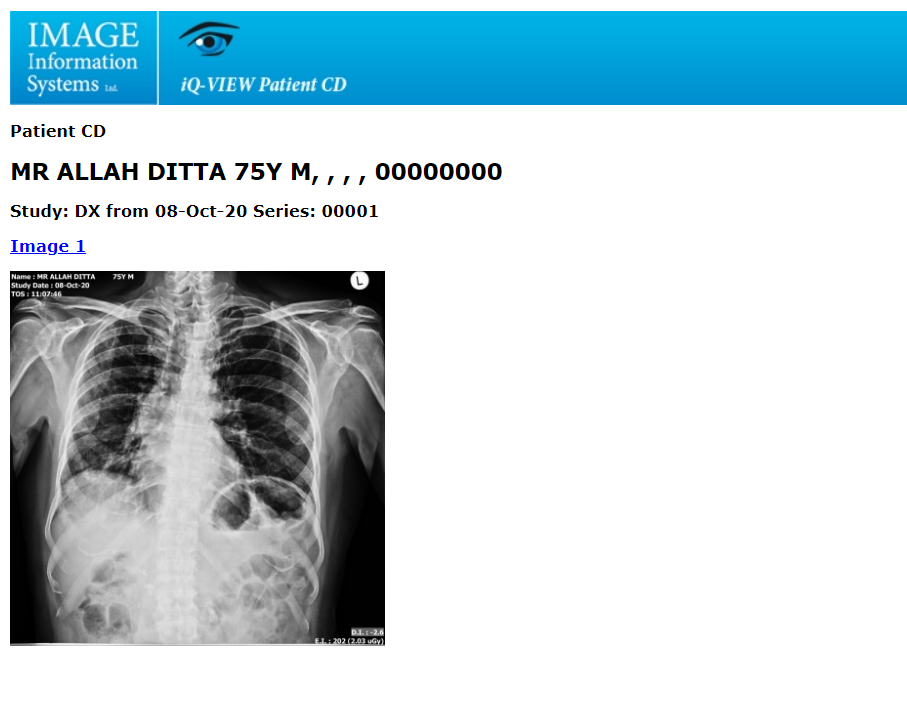 IMAGE
Information
Systems Ltd.
iQ-VIEW Patient CD
Patient CD
MR ALLAH DITTA 75Y M, , , , 00000000
Study: DX from 08-Oct-20 Series: 00001
Image 1
Name : MR ALLAH DITTA 75Y M
Study Date : 08-Oct-20
TOS : 11:07:46
L
D.I. : -2.6
E.I. : 202 (2.03 uGy)